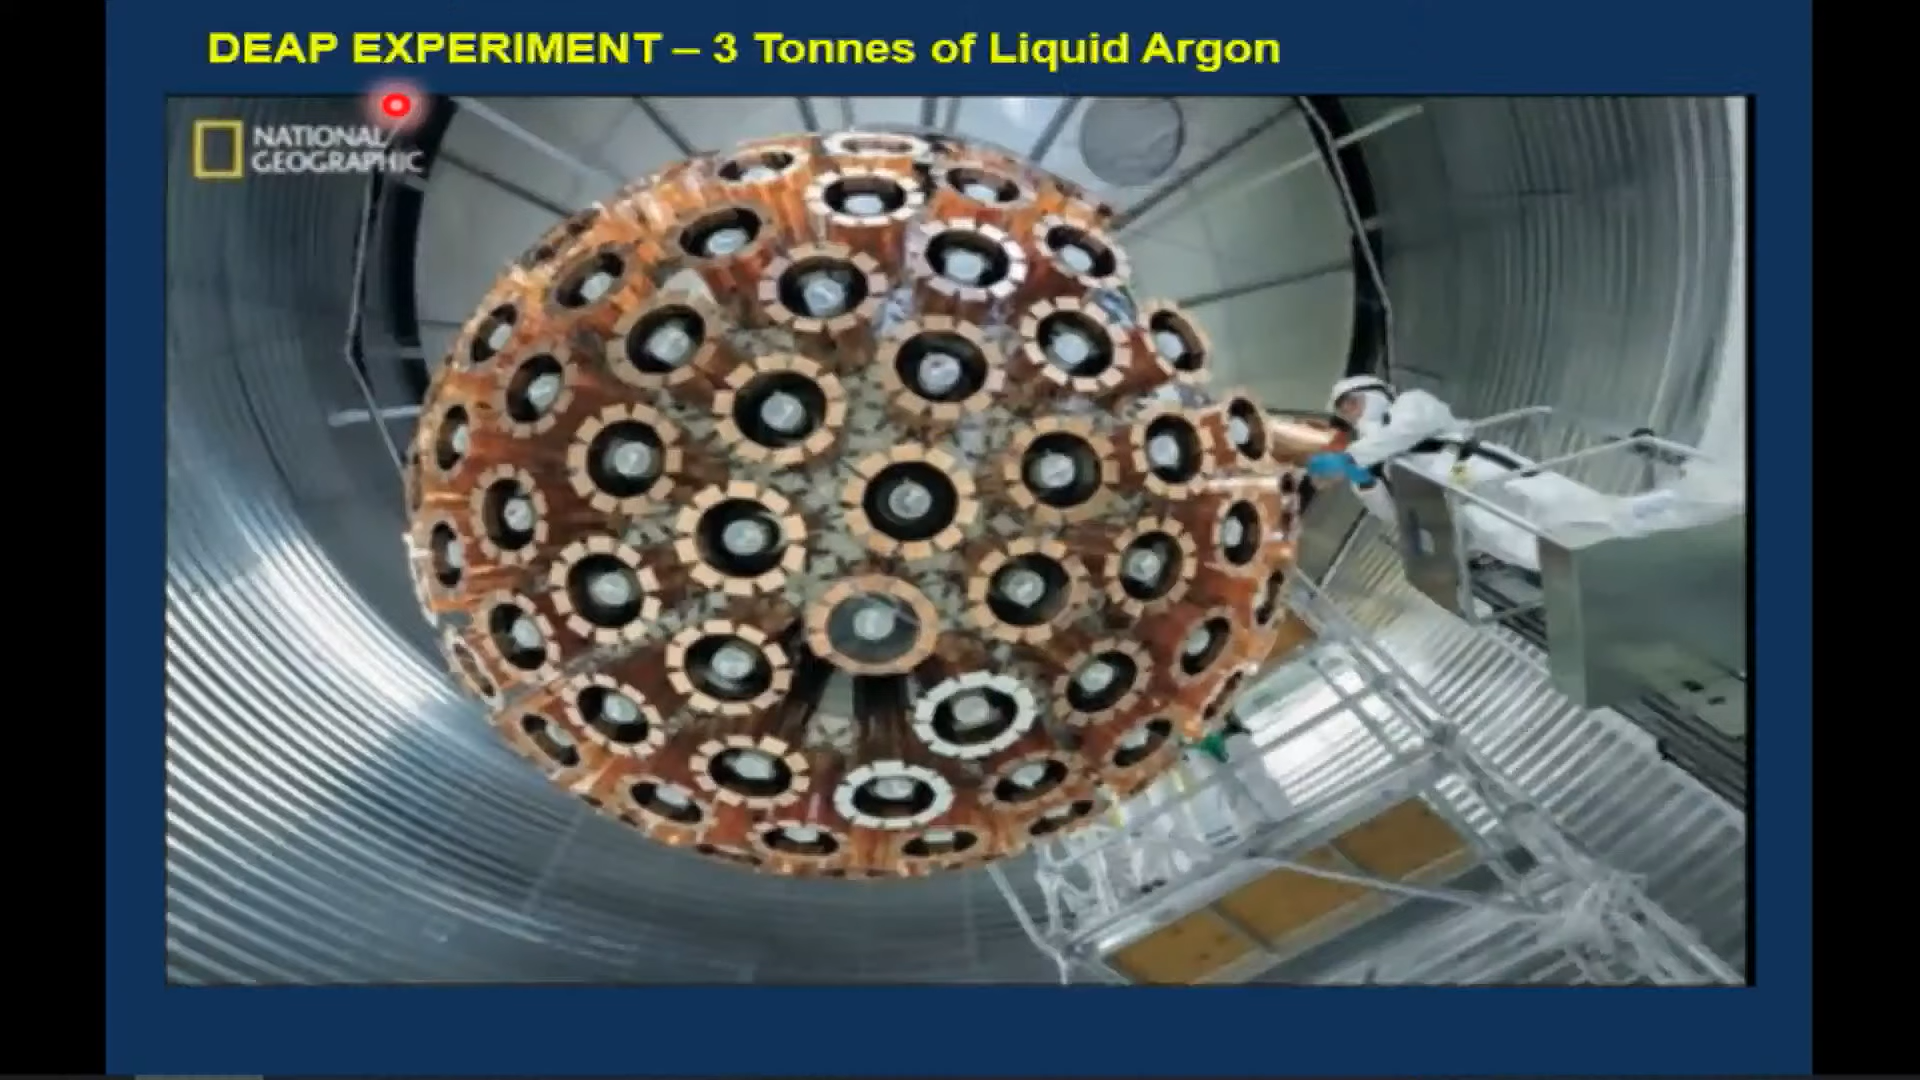 DEAP EXPERIMENT – 3 Tonnes of Liquid Argon
NATIONAL
GEOGRAPHIC